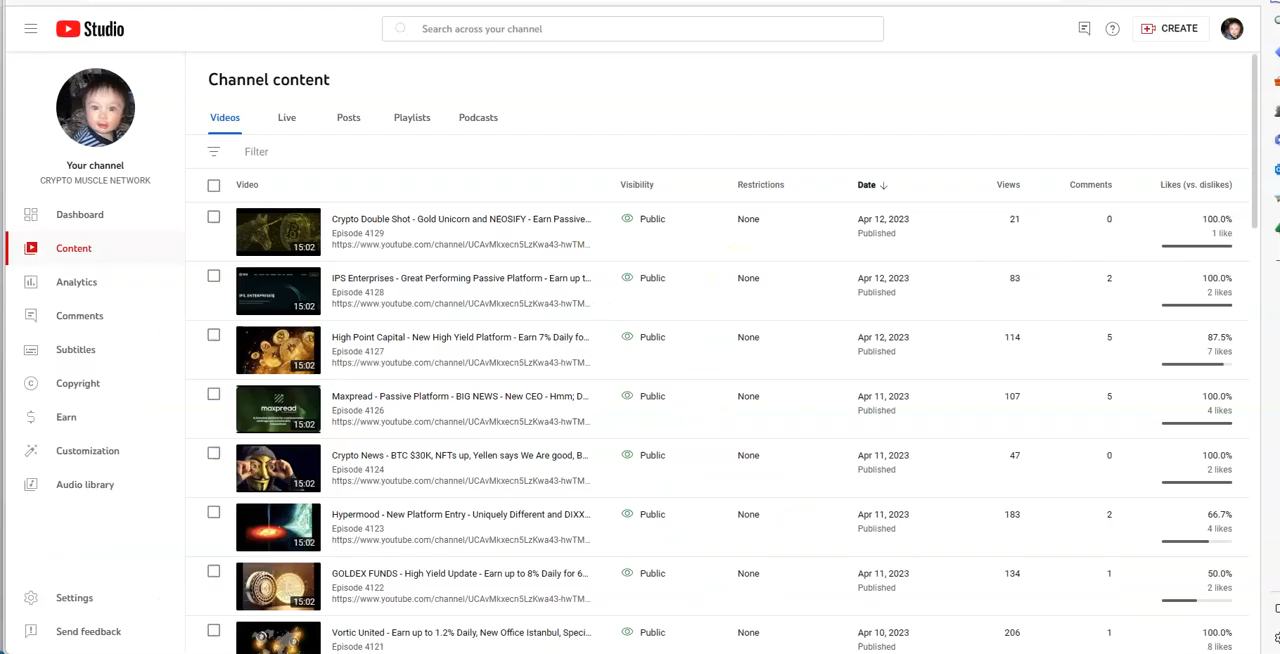 Studio
Search across your channel
CREATE
Your channel
CRYPTO MUSCLE NETWORK
Dashboard
Content
Analytics
Comments
Subtitles
Copyright
Earn
Customization
Audio library
Settings
Send feedback
Channel content
Videos Live Posts Playlists Podcasts
Filter
Video Visibility Restrictions Date Views Comments Likes (vs. dislikes)
Crypto Double Shot - Gold Unicorn and NEOSIFY - Earn Passive... Public None Apr 12, 2023 21 0 100.0%
Episode 4129 Published 1 like
https://www.youtube.com/channel/UCAvMkxecn5LzKwa43-hwTM...
15:02
IPS Enterprises - Great Performing Passive Platform - Earn up t... Public None Apr 12, 2023 83 2 100.0%
Episode 4128 Published 2 likes
https://www.youtube.com/channel/UCAvMkxecn5LzKwa43-hwTM...
15:02
High Point Capital - New High Yield Platform - Earn 7% Daily fo... Public None Apr 12, 2023 114 5 87.5%
Episode 4127 Published 7 likes
https://www.youtube.com/channel/UCAvMkxecn5LzKwa43-hwTM...
15:02
Maxpread - Passive Platform - BIG NEWS - New CEO - Hmm; D... Public None Apr 11, 2023 107 5 100.0%
Episode 4126 Published 4 likes
https://www.youtube.com/channel/UCAvMkxecn5LzKwa43-hwTM...
maxpread
15:02
Crypto News - BTC $30K, NFTs up, Yellen says We Are good, B... Public None Apr 11, 2023 47 0 100.0%
Episode 4124 Published 2 likes
https://www.youtube.com/channel/UCAvMkxecn5LzKwa43-hwTM...
15:02
Hypermood - New Platform Entry - Uniquely Different and DIXX... Public None Apr 11, 2023 183 2 66.7%
Episode 4123 Published 4 likes
https://www.youtube.com/channel/UCAvMkxecn5LzKwa43-hwTM...
15:02
GOLDEX FUNDS - High Yield Update - Earn up to 8% Daily for 6... Public None Apr 11, 2023 134 1 50.0%
Episode 4122 Published 2 likes
https://www.youtube.com/channel/UCAvMkxecn5LzKwa43-hwTM...
15:02
Vortic United - Earn up to 1.2% Daily, New Office Istanbul, Speci... Public None Apr 10, 2023 206 1 100.0%
Episode 4121 Published 8 likes